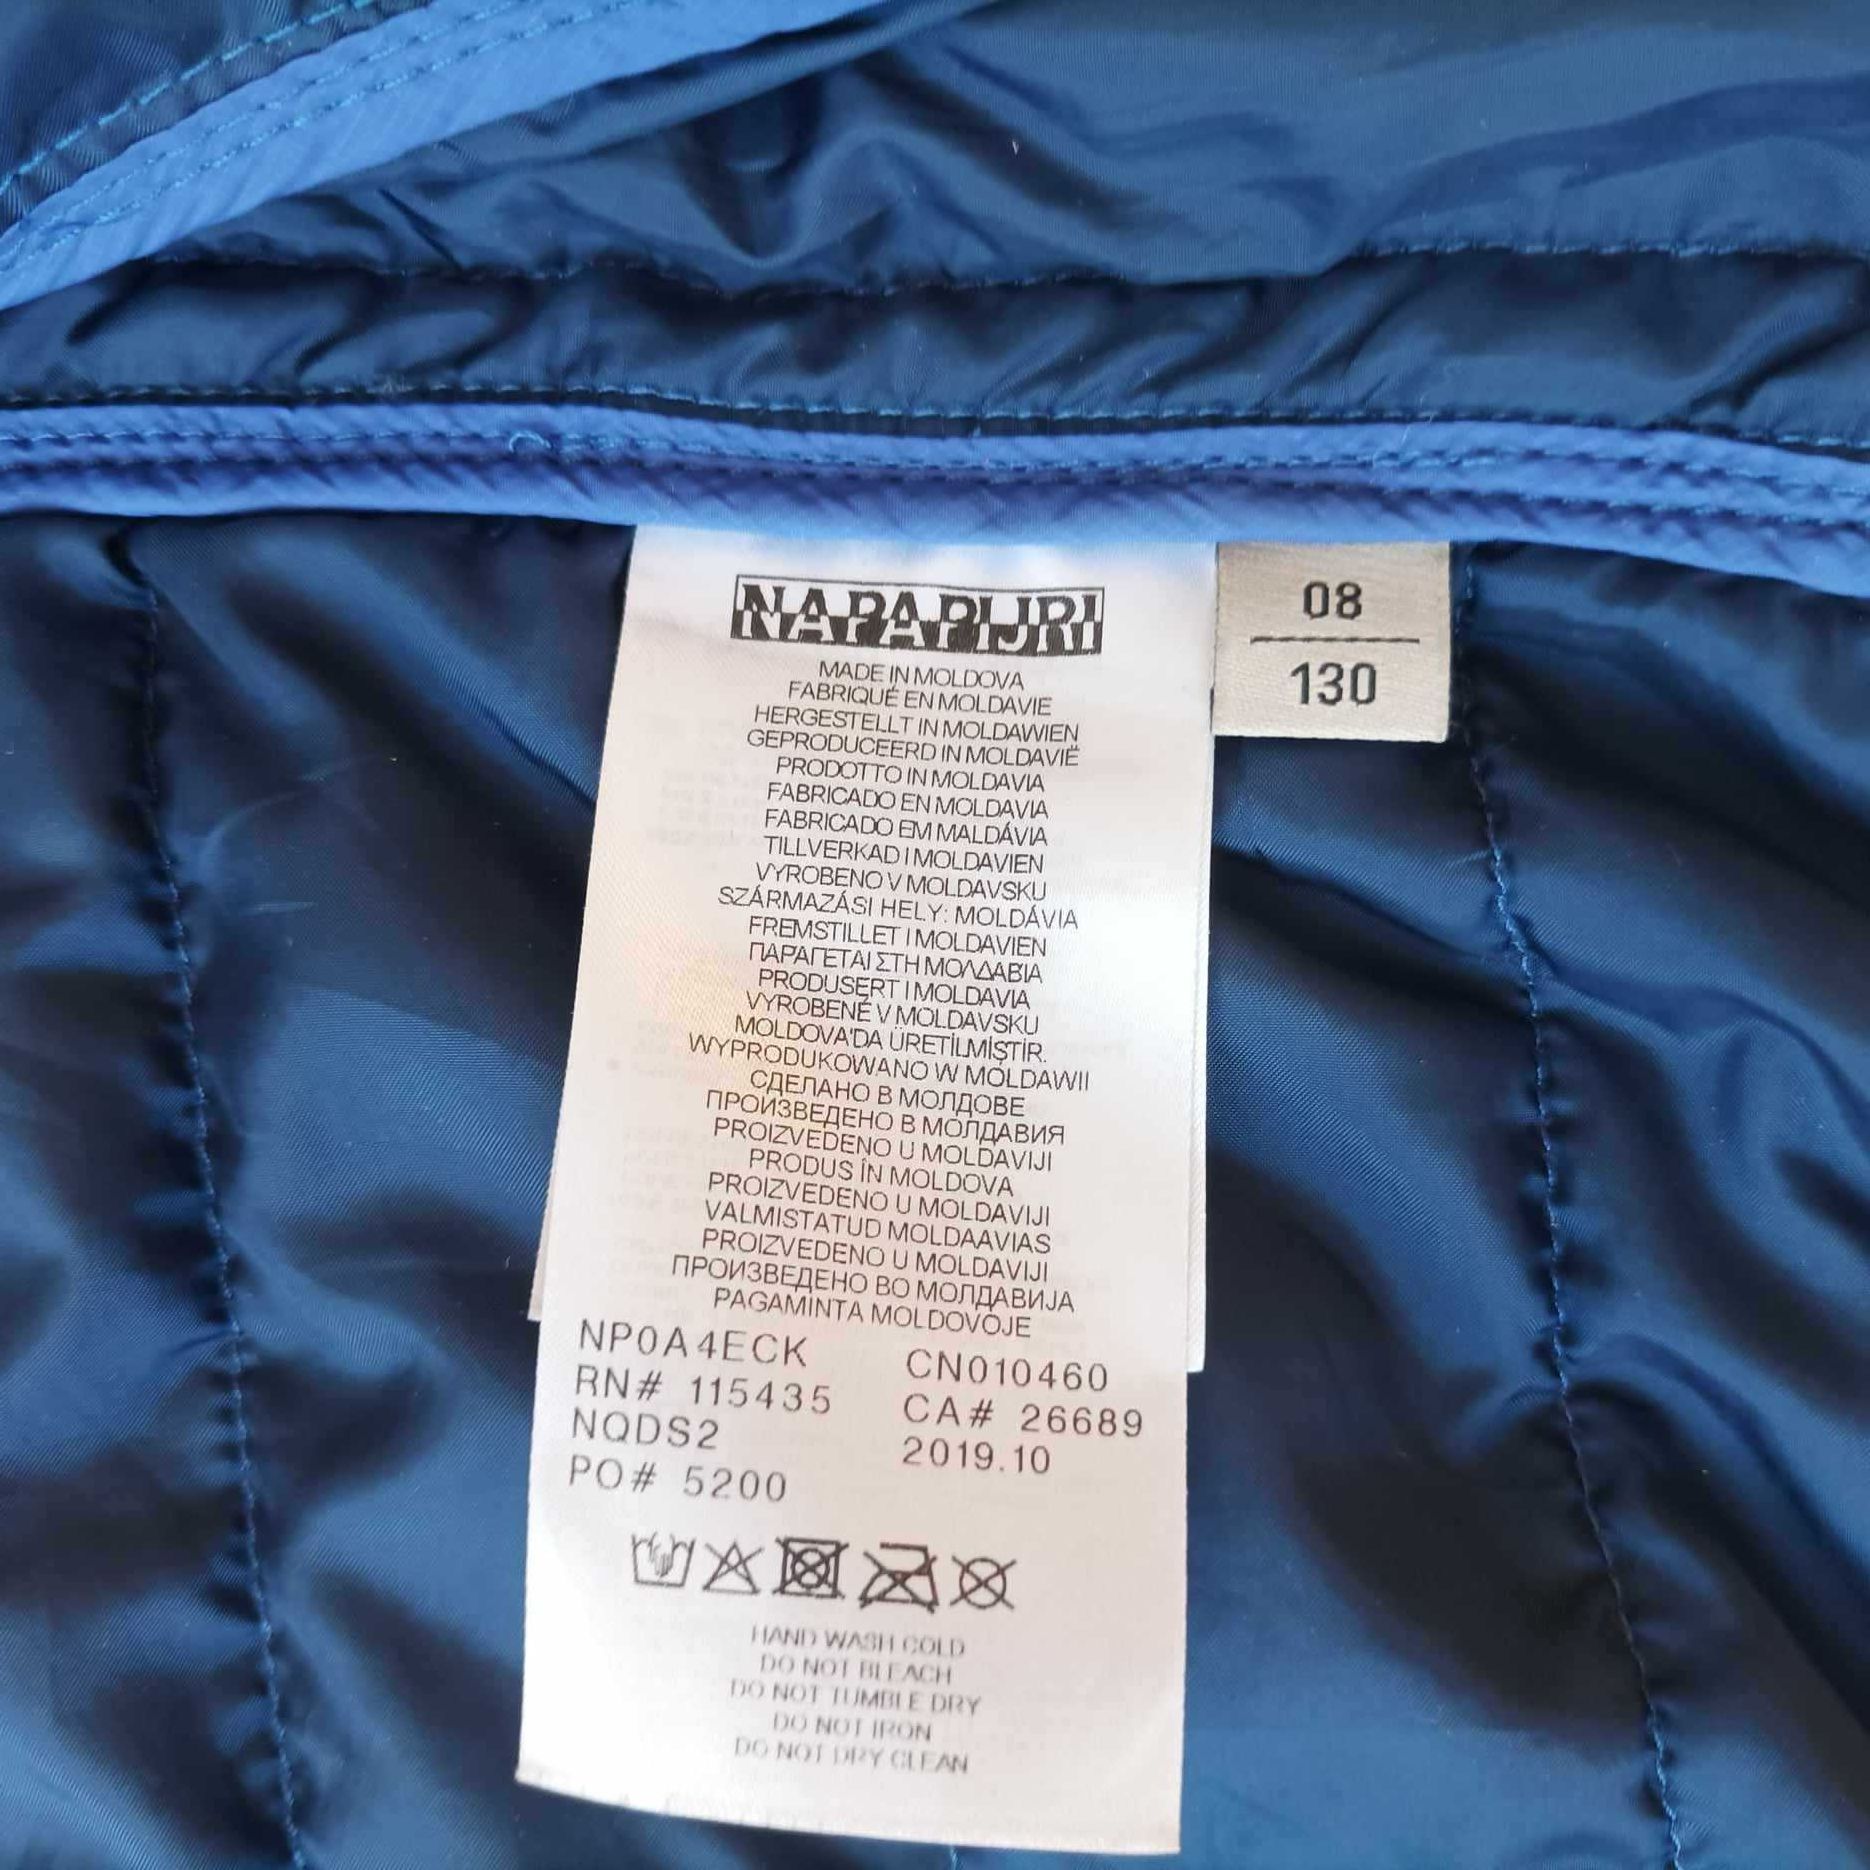 NAPAPIJRI
08
130
MADE IN MOLDOVA
FABRIQUÉ EN MOLDAVIE
HERGESTELLT IN MOLDAWIEN
GEPRODUCEERD IN MOLDAVIË
PRODOTTO IN MOLDAVIA
FABRICADO EN MOLDAVIA
FABRICADO EM MALDÁVIA
TILLVERKAD I MOLDAVIEN
VYROBENO V MOLDAVSKU
SZÁRMAZÁSI HELY: MOLDÁVIA
FREMSTILLET I MOLDAVIEN
ΠΑΡΑΓΕΤΑΙ ΣΤΗ ΜΟΛΔΑΒΊΑ
PRODUSERT I MOLDAVIA
VYROBENÉ V MOLDAVSKU
MOLDOVA'DA ÜRETİLMİŞTİR.
WYPRODUKOWANO W MOŁDAWII
СДЕЛАНО В МОЛДОВЕ
ПРОИЗВЕДЕНО В МОЛДАВИЯ
PROIZVEDENO U MOLDAVIJI
PRODUS ÎN MOLDOVA
PROIZVEDENO U MOLDAVIJI
VALMISTATUD MOLDAAVIAS
PROIZVEDENO U MOLDAVIJI
ПРОИЗВЕДЕНО ВО МОЛДАВИЈА
PAGAMINTA MOLDOVOJE
NP0A4ECK CN010460
RN# 115435 CA# 26689
NQDS2 2019.10
PO# 5200
HAND WASH COLD
DO NOT BLEACH
DO NOT TUMBLE DRY
DO NOT IRON
DO NOT DRY CLEAN